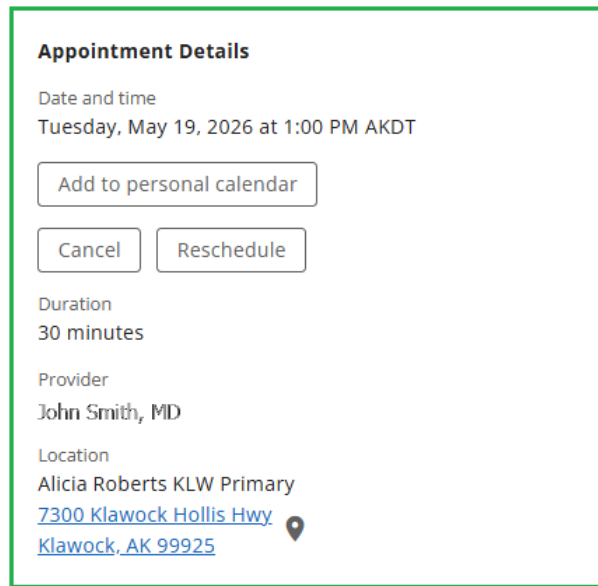 Appointment Details
Date and time
Tuesday, May 19, 2026 at 1:00 PM AKDT
Add to personal calendar
Cancel Reschedule
Duration
30 minutes
Provider
John Smith, MD
Location
Alicia Roberts KLW Primary
7300 Klawock Hollis Hwy
Klawock, AK 99925